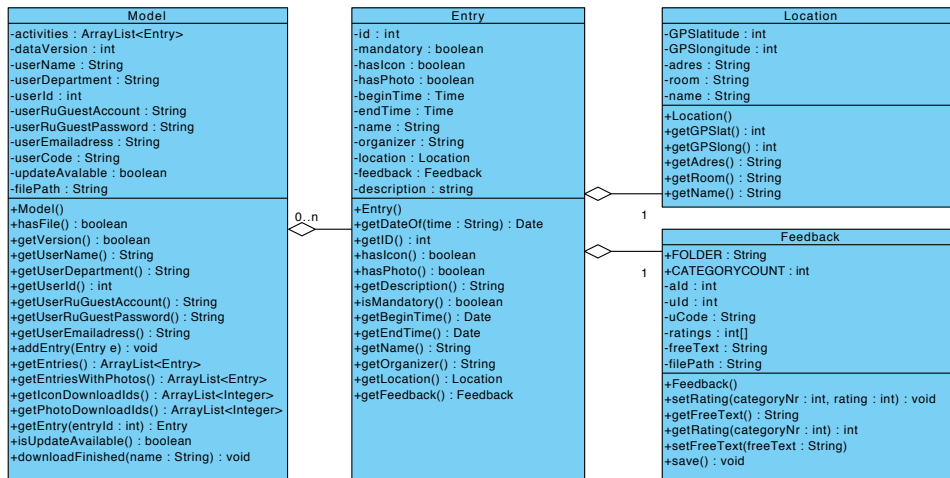 Model
-activities : ArrayList<Entry>
-dataVersion : int
-userName : String
-userDepartment : String
-userId : int
-userRuGuestAccount : String
-userRuGuestPassword : String
-userEmailadress : String
-userCode : String
-updateAvalable : boolean
-filePath : String
+Model()
+hasFile() : boolean
+getVersion() : boolean
+getUserName() : String
+getUserDepartment() : String
+getUserId() : int
+getUserRuGuestAccount() : String
+getUserRuGuestPassword() : String
+getUserEmailadress() : String
+addEntry(Entry e) : void
+getEntries() : ArrayList<Entry>
+getEntriesWithPhotos() : ArrayList<Entry>
+getIconDownloadIds() : ArrayList<Integer>
+getPhotoDownloadIds() : ArrayList<Integer>
+getEntry(entryId : int) : Entry
+isUpdateAvailable() : boolean
+downloadFinished(name : String) : void
0..n
Entry
-id : int
-mandatory : boolean
-hasIcon : boolean
-hasPhoto : boolean
-beginTime : Time
-endTime : Time
-name : String
-organizer : String
-location : Location
-feedback : Feedback
-description : string
+Entry()
+getDateOf(time : String) : Date
+getID() : int
+hasIcon() : boolean
+hasPhoto() : boolean
+getDescription() : String
+isMandatory() : boolean
+getBeginTime() : Date
+getEndTime() : Date
+getName() : String
+getOrganizer() : String
+getLocation() : Location
+getFeedback() : Feedback
1
1
Location
-GPSlatitude : int
-GPSlongitude : int
-adres : String
-room : String
-name : String
+Location()
+getGPSlat() : int
+getGPSlong() : int
+getAdres() : String
+getRoom() : String
+getName() : String
Feedback
+FOLDER : String
+CATEGORYCOUNT : int
-aId : int
-uId : int
-uCode : String
-ratings : int[]
-freeText : String
-filePath : String
+Feedback()
+setRating(categoryNr : int, rating : int) : void
+getFreeText() : String
+getRating(categoryNr : int) : int
+setFreeText(freeText : String)
+save() : void